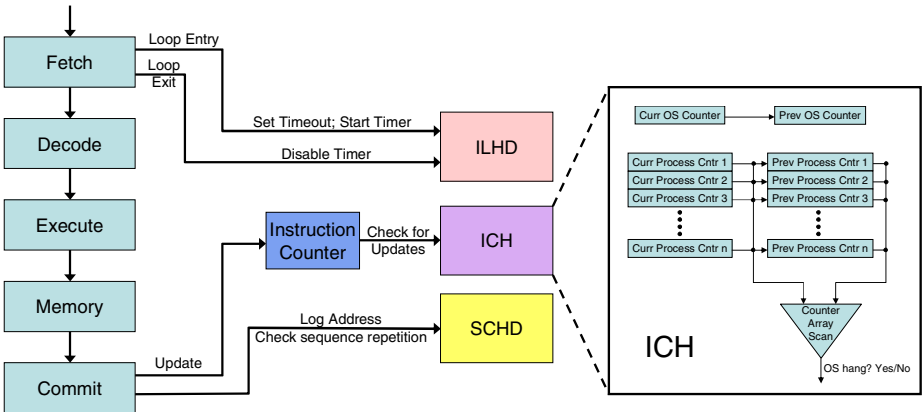 Loop Entry
Fetch
Loop
Exit
Set Timeout; Start Timer
ILHD
Decode
Disable Timer
Execute
Instruction
Counter
Check for
Updates
ICH
Memory
Log Address
Check sequence repetition
SCHD
Update
Commit
Curr OS Counter
Prev OS Counter
Curr Process Cntr 1
Prev Process Cntr 1
Curr Process Cntr 2
Prev Process Cntr 2
Curr Process Cntr 3
Prev Process Cntr 3
Curr Process Cntr n
Prev Process Cntr n
Counter
Array
Scan
ICH
OS hang? Yes/No